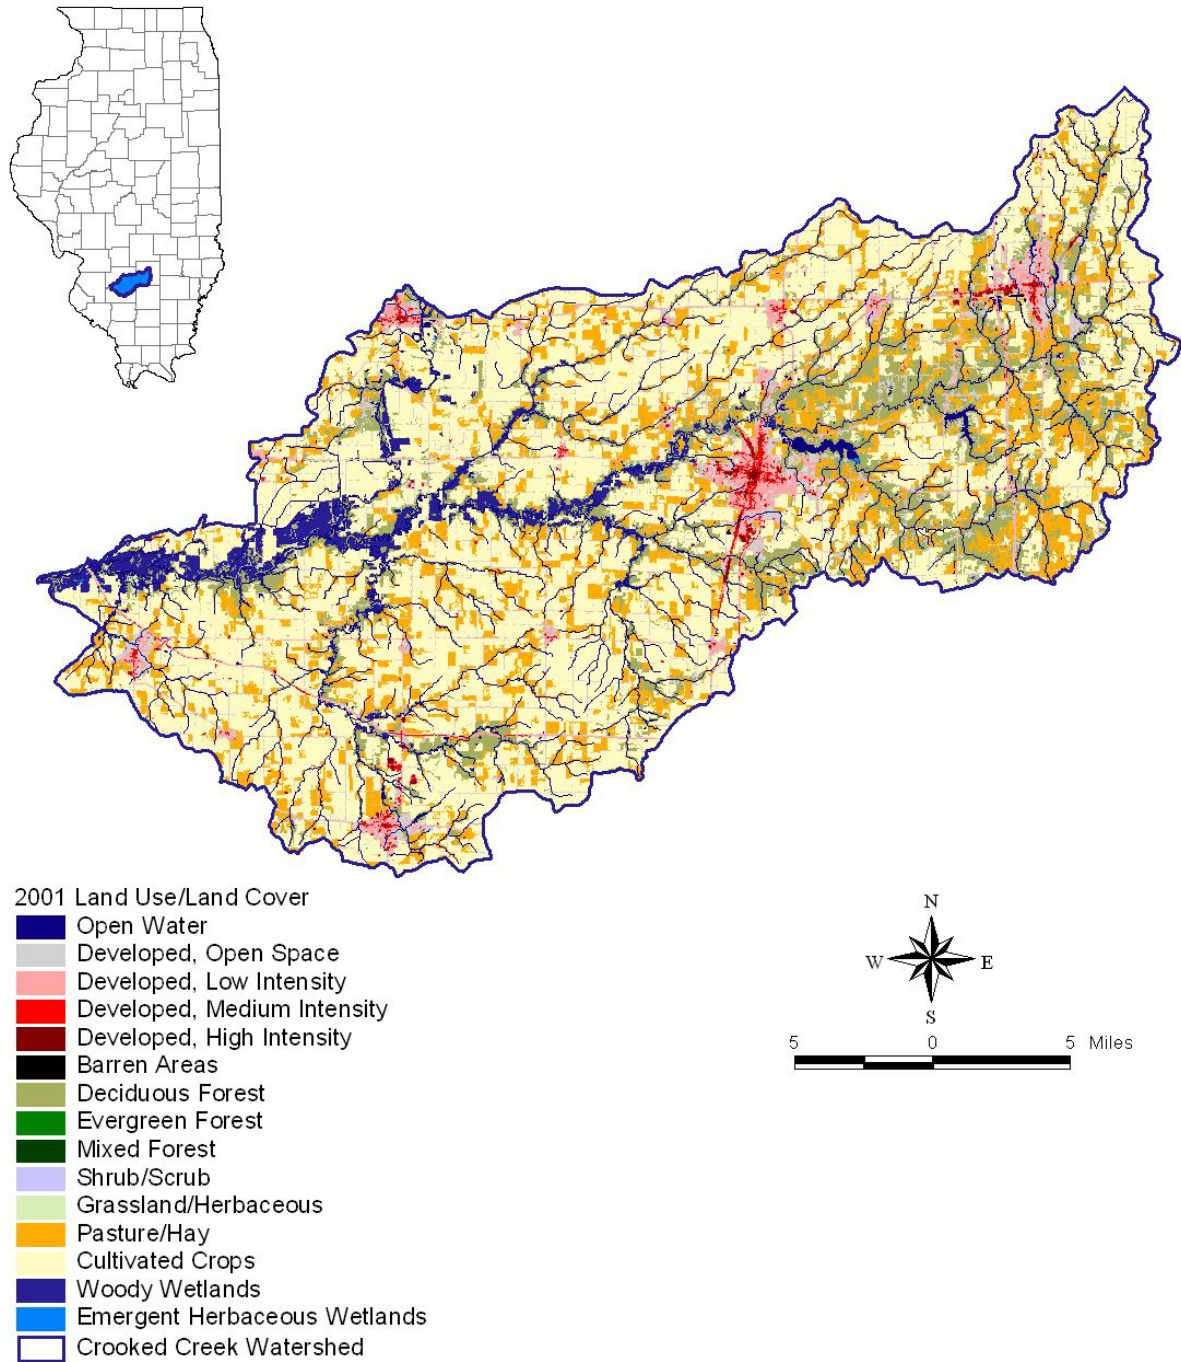 2001 Land Use/Land Cover
Open Water
Developed, Open Space
Developed, Low Intensity
Developed, Medium Intensity
Developed, High Intensity
Barren Areas
Deciduous Forest
Evergreen Forest
Mixed Forest
Shrub/Scrub
Grassland/Herbaceous
Pasture/Hay
Cultivated Crops
Woody Wetlands
Emergent Herbaceous Wetlands
Crooked Creek Watershed
N
W E
S
5 0 5 Miles